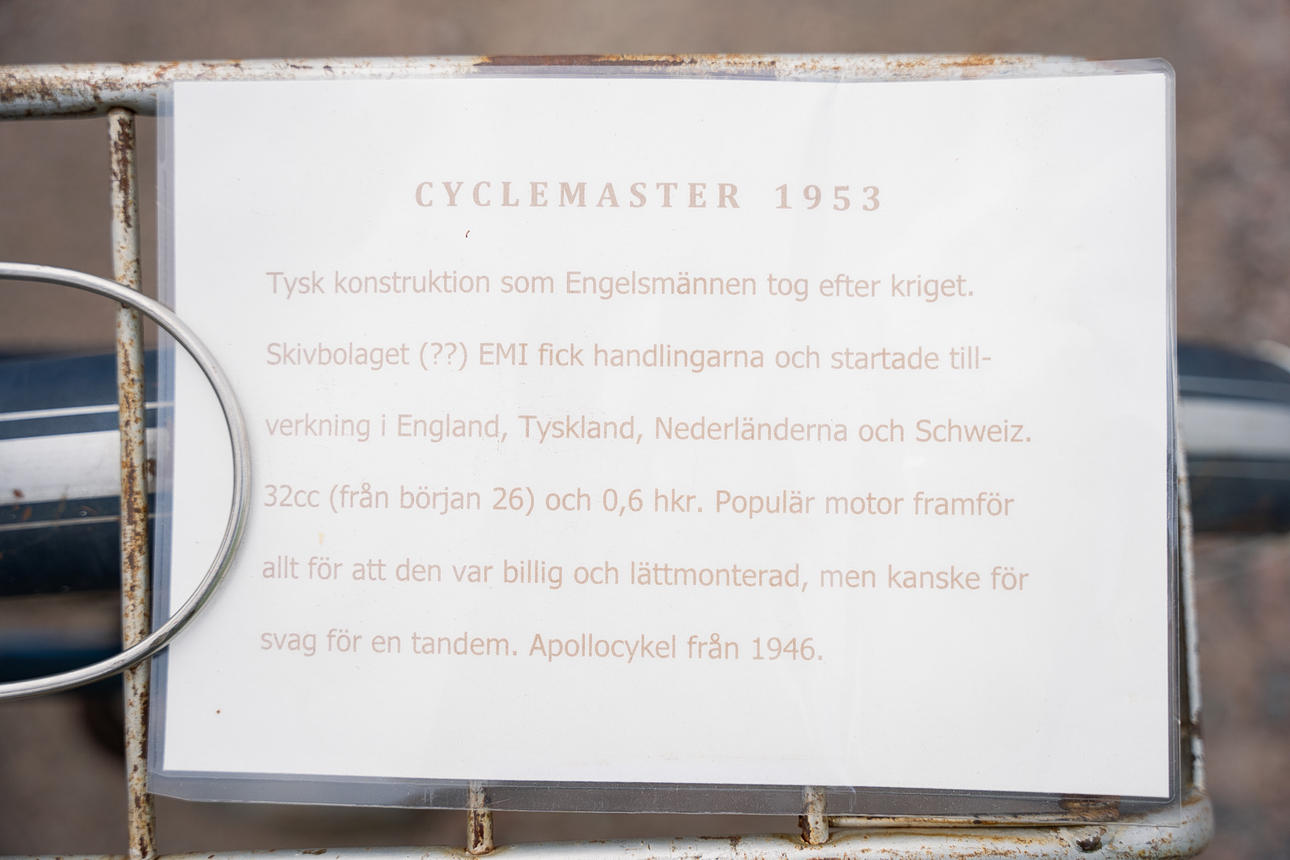 CYCLEMASTER 1953
Tysk konstruktion som Engelsmännen tog efter kriget.
Skivbolaget (??) EMI fick handlingarna och startade till-
verkning i England, Tyskland, Nederländerna och Schweiz.
32cc (från början 26) och 0,6 hkr. Populär motor framför
allt för att den var billig och lättmonterad, men kanske för
svag för en tandem. Apollocykel från 1946.